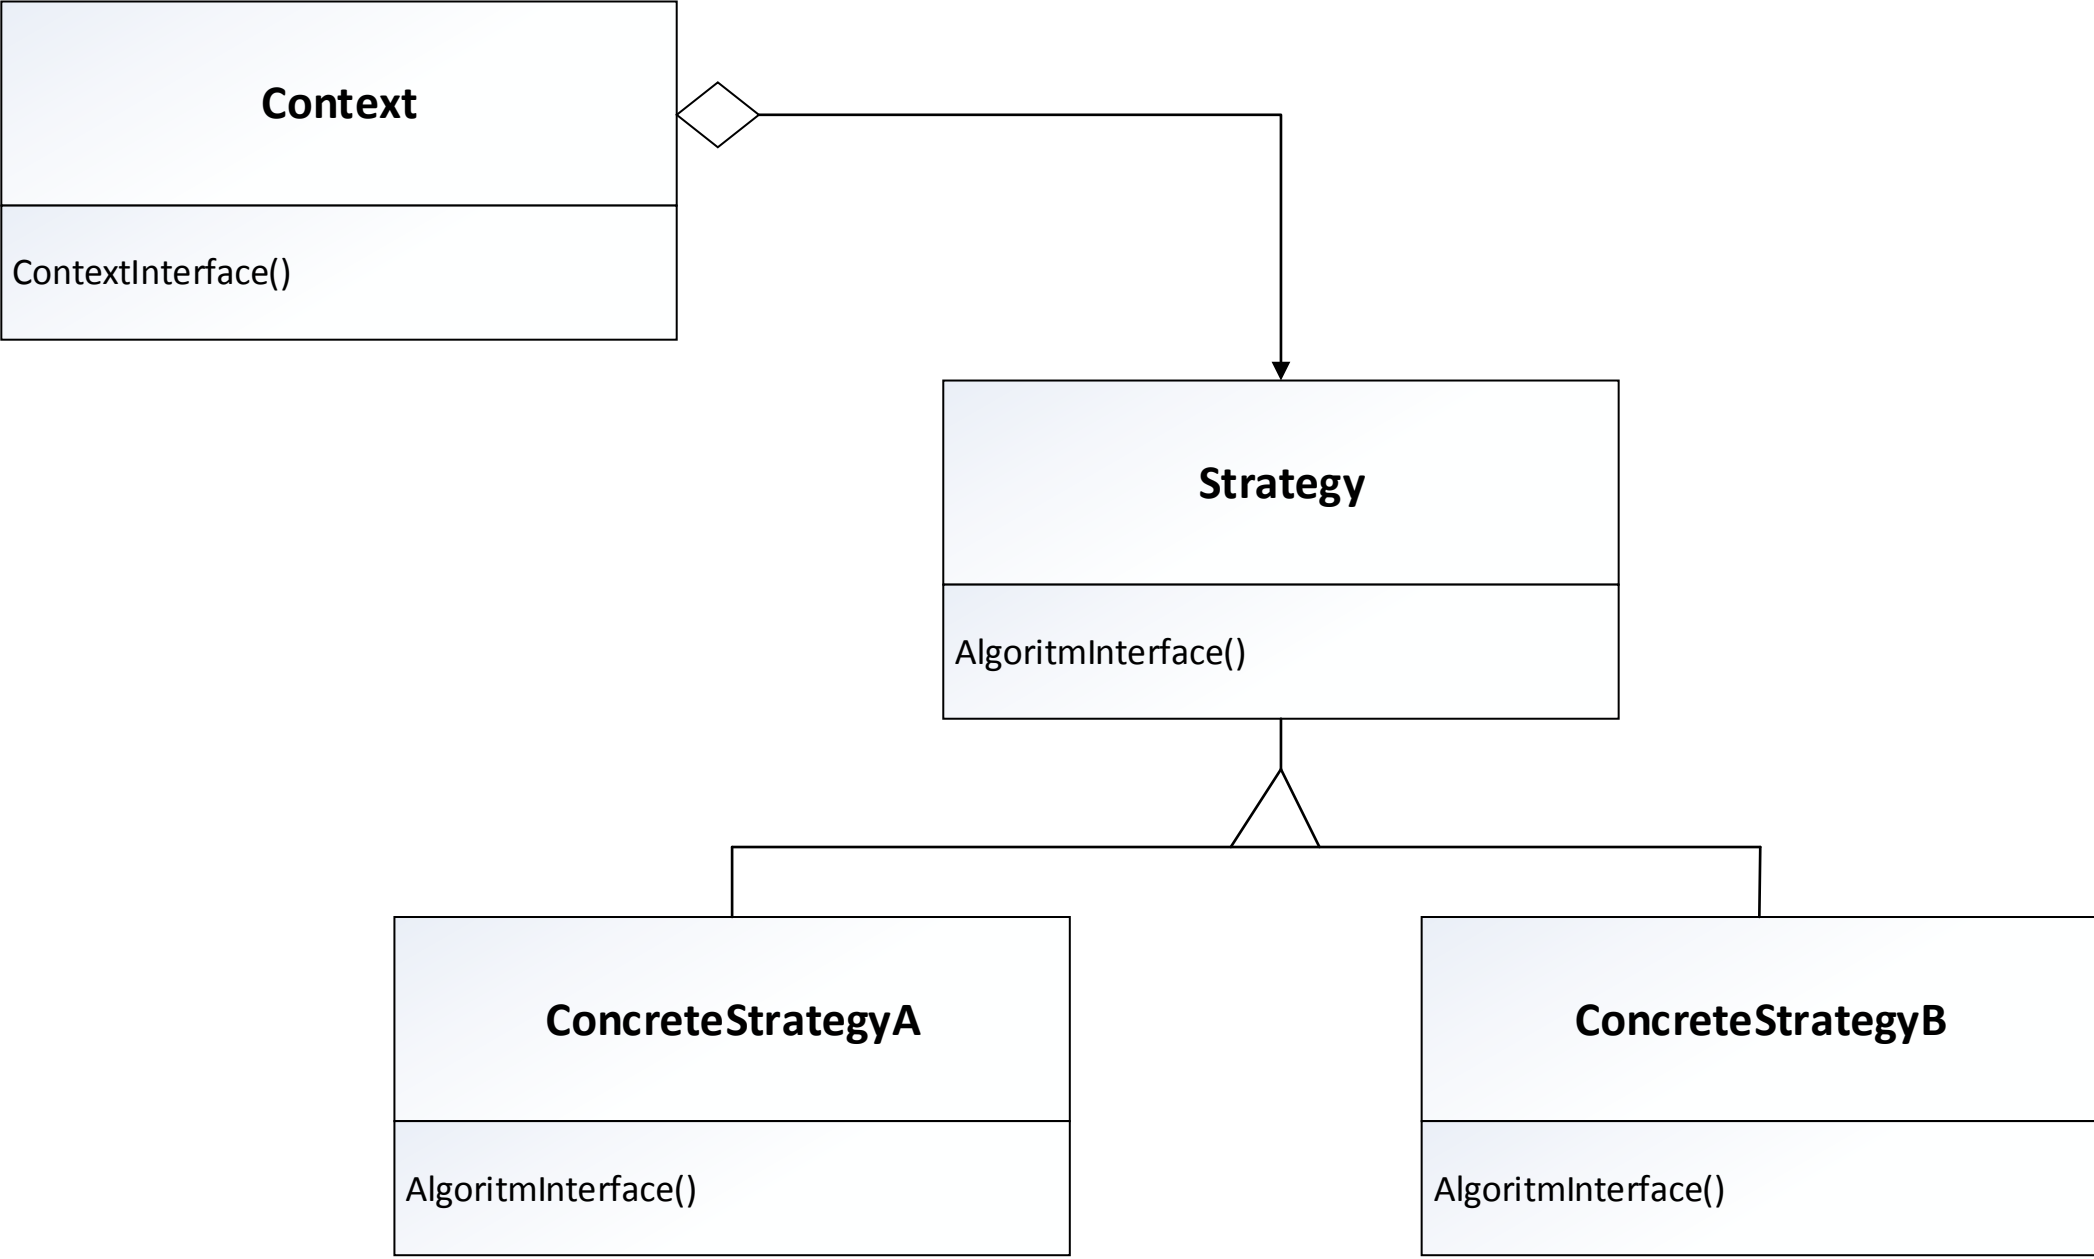 Context
ContextInterface()
Strategy
AlgoritmInterface()
ConcreteStrategyA
ConcreteStrategyB
AlgoritmInterface()
AlgoritmInterface()